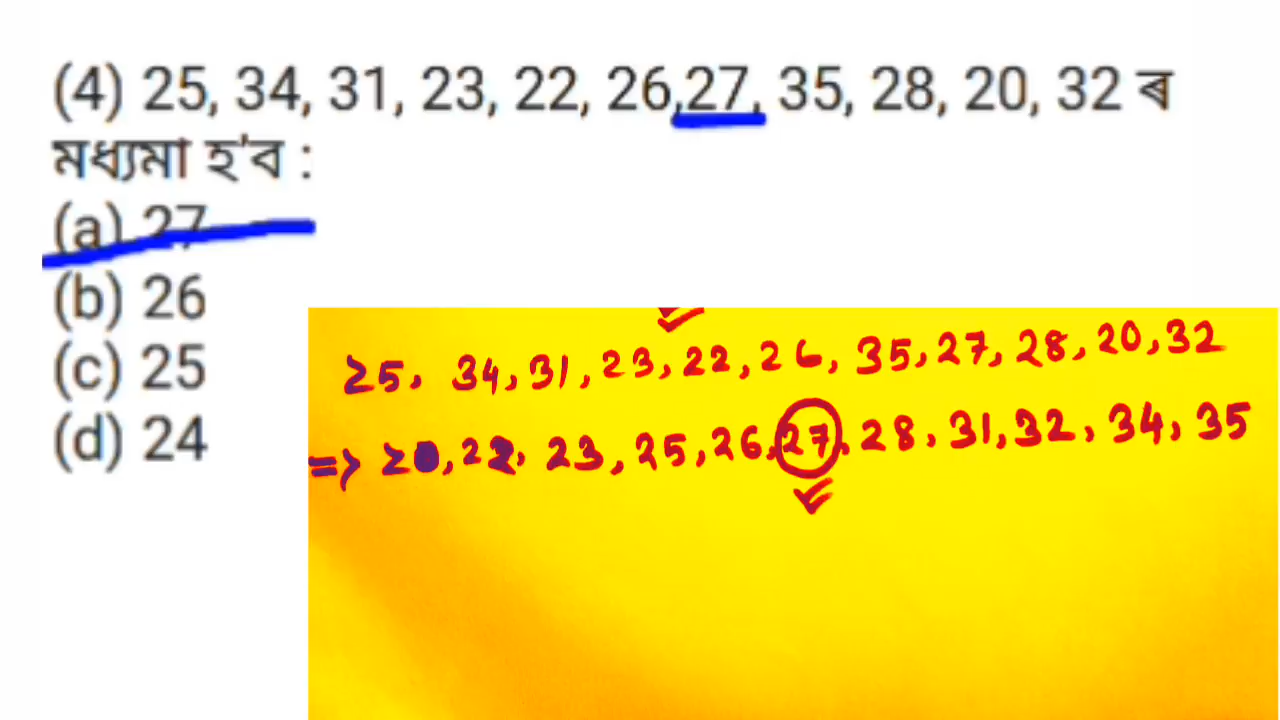 (4) 25, 34, 31, 23, 22, 26,27, 35, 28, 20, 32 ৰ
মধ্যমা হ'ব :
(a) 27
(b) 26
(c) 25
(d) 24
25, 34, 31, 23, 22, 26, 35, 27, 28, 20, 32
=> 20, 22, 23, 25, 26, 27, 28, 31, 32, 34, 35